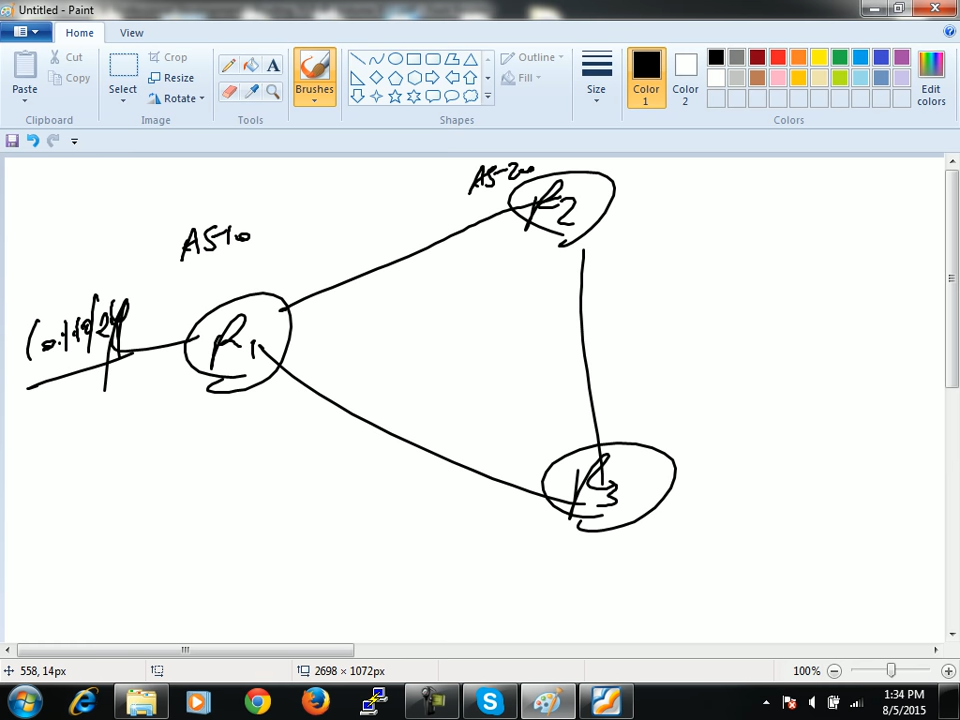 Untitled - Paint
Home
View
Paste
Cut
Copy
Clipboard
Select
Crop
Resize
Rotate
Image
Tools
Brushes
Shapes
Outline
Fill
Size
Color 1
Color 2
Edit colors
Colors
AS-200
R2
AS10
R1
R3
558, 14px
2698 × 1072px
100%
1:34 PM
8/5/2015